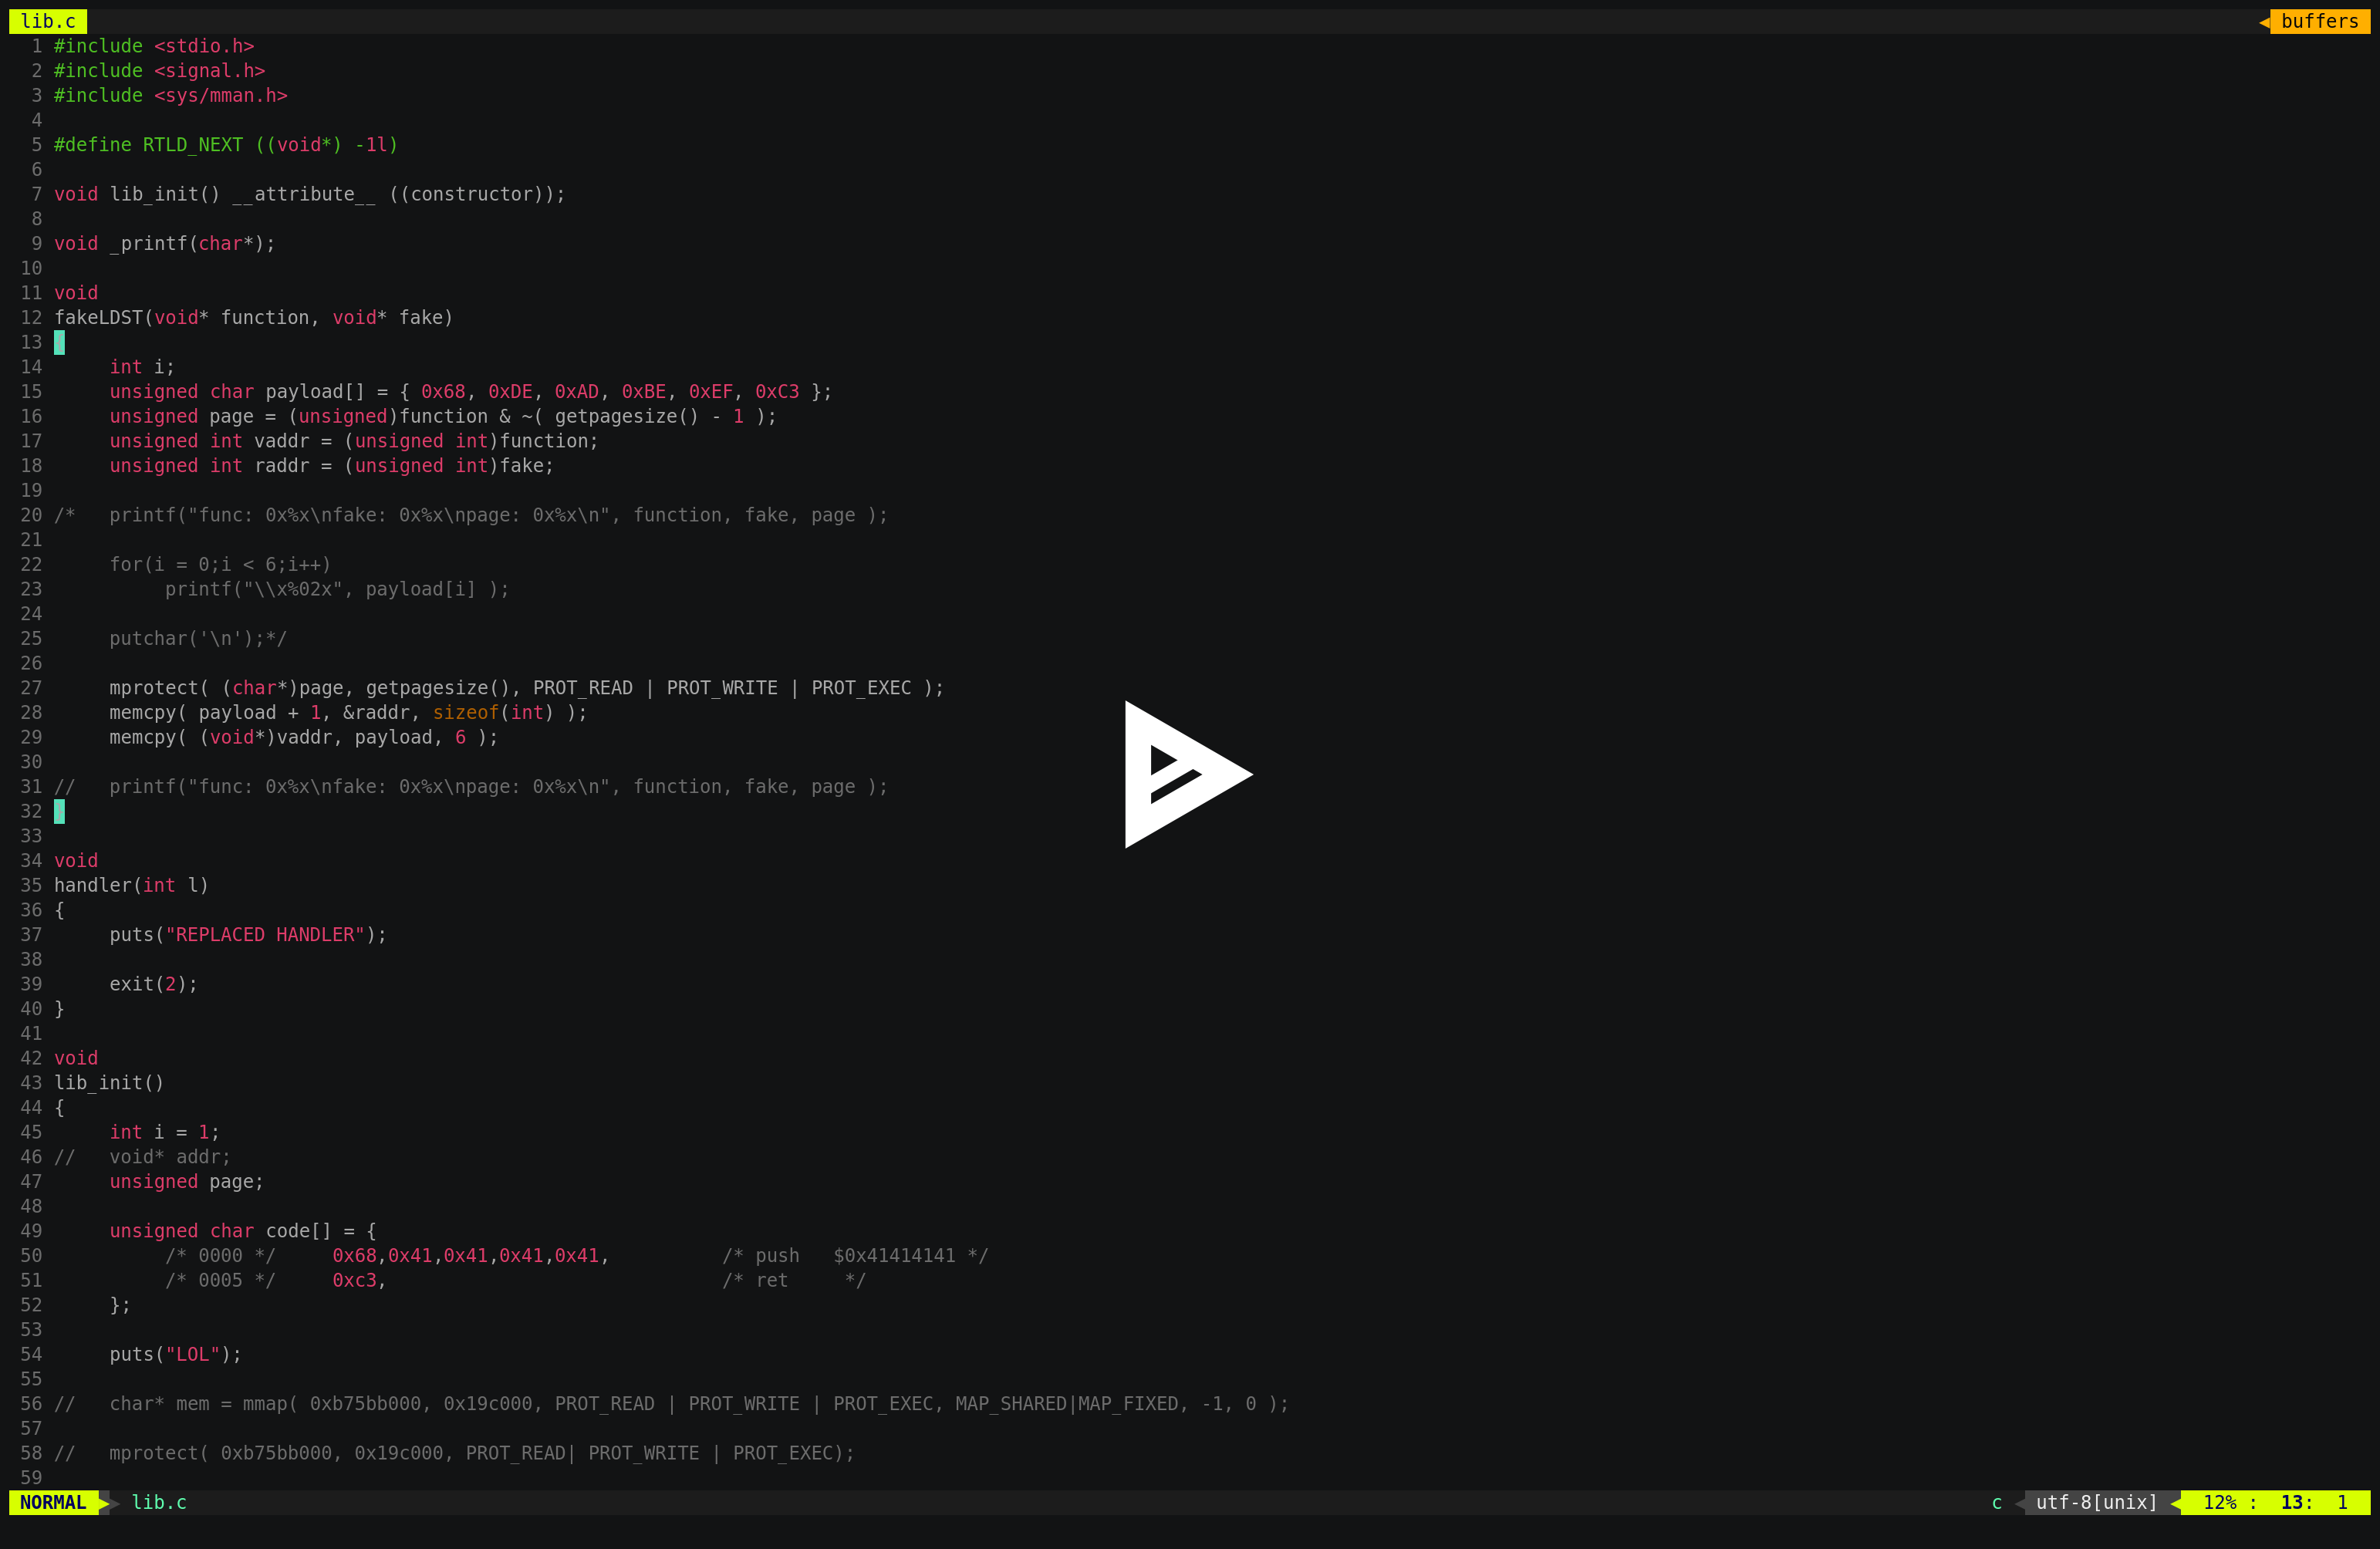 lib.c buffers
1 #include <stdio.h>
2 #include <signal.h>
3 #include <sys/mman.h>
4
5 #define RTLD_NEXT ((void*) -1l)
6
7 void lib_init() __attribute__ ((constructor));
8
9 void _printf(char*);
10
11 void
12 fakeLDST(void* function, void* fake)
13 {
14 int i;
15 unsigned char payload[] = { 0x68, 0xDE, 0xAD, 0xBE, 0xEF, 0xC3 };
16 unsigned page = (unsigned)function & ~( getpagesize() - 1 );
17 unsigned int vaddr = (unsigned int)function;
18 unsigned int raddr = (unsigned int)fake;
19
20 /* printf("func: 0x%x\nfake: 0x%x\npage: 0x%x\n", function, fake, page );
21
22 for(i = 0;i < 6;i++)
23 printf("\\x%02x", payload[i] );
24
25 putchar('\n');*/
26
27 mprotect( (char*)page, getpagesize(), PROT_READ | PROT_WRITE | PROT_EXEC );
28 memcpy( payload + 1, &raddr, sizeof(int) );
29 memcpy( (void*)vaddr, payload, 6 );
30
31 // printf("func: 0x%x\nfake: 0x%x\npage: 0x%x\n", function, fake, page );
32 }
33
34 void
35 handler(int l)
36 {
37 puts("REPLACED HANDLER");
38
39 exit(2);
40 }
41
42 void
43 lib_init()
44 {
45 int i = 1;
46 // void* addr;
47 unsigned page;
48
49 unsigned char code[] = {
50 /* 0000 */ 0x68,0x41,0x41,0x41,0x41, /* push $0x41414141 */
51 /* 0005 */ 0xc3, /* ret */
52 };
53
54 puts("LOL");
55
56 // char* mem = mmap( 0xb75bb000, 0x19c000, PROT_READ | PROT_WRITE | PROT_EXEC, MAP_SHARED|MAP_FIXED, -1, 0 );
57
58 // mprotect( 0xb75bb000, 0x19c000, PROT_READ| PROT_WRITE | PROT_EXEC);
59
NORMAL lib.c c utf-8[unix] 12% : 13: 1